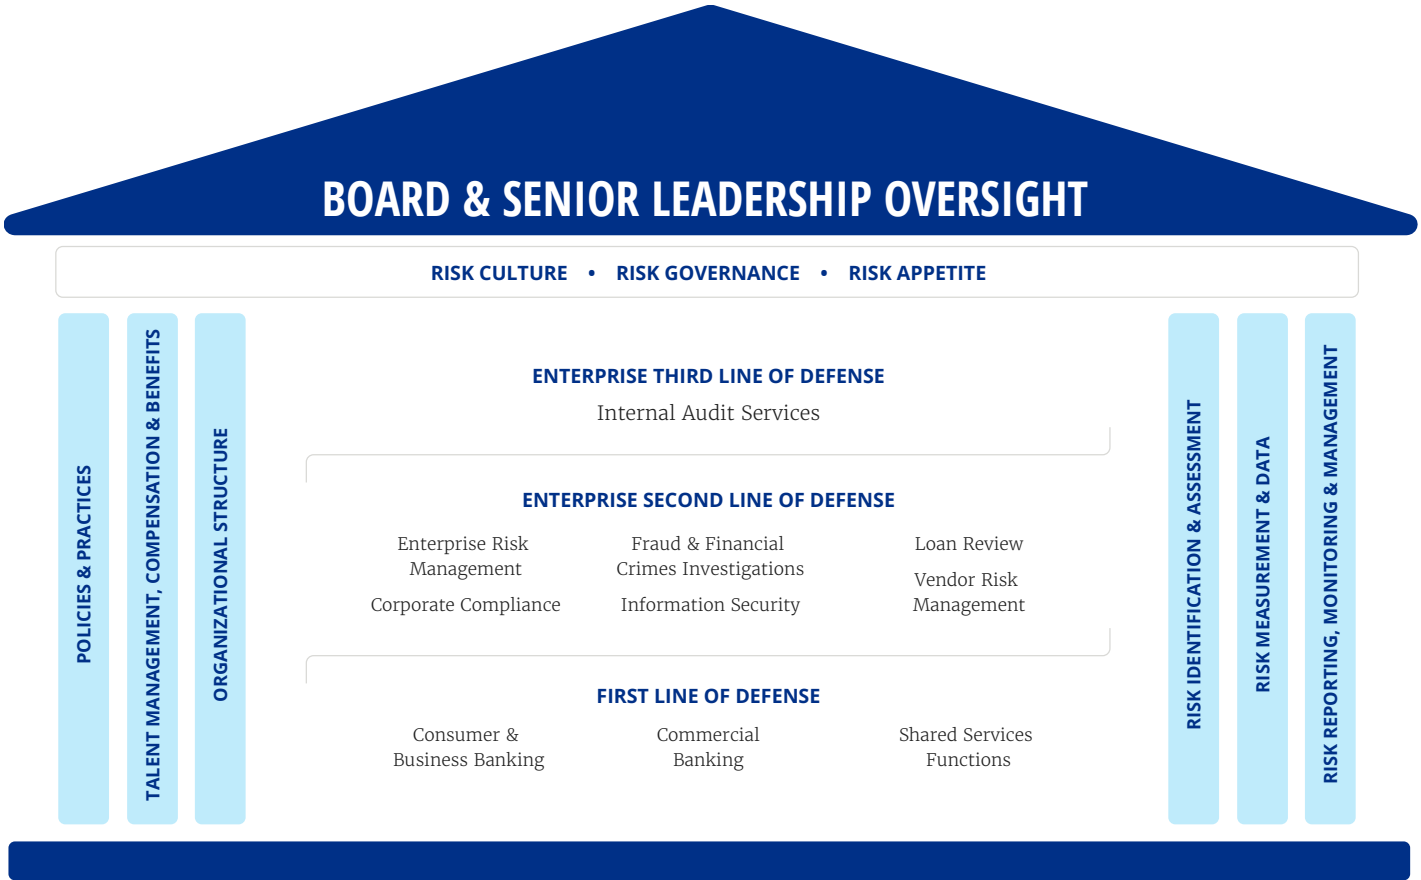 BOARD & SENIOR LEADERSHIP OVERSIGHT
RISK CULTURE • RISK GOVERNANCE • RISK APPETITE
POLICIES & PRACTICES
TALENT MANAGEMENT, COMPENSATION & BENEFITS
ORGANIZATIONAL STRUCTURE
ENTERPRISE THIRD LINE OF DEFENSE
Internal Audit Services
ENTERPRISE SECOND LINE OF DEFENSE
Enterprise Risk
Management
Corporate Compliance
Fraud & Financial
Crimes Investigations
Information Security
Loan Review
Vendor Risk
Management
FIRST LINE OF DEFENSE
Consumer &
Business Banking
Commercial
Banking
Shared Services
Functions
RISK IDENTIFICATION & ASSESSMENT
RISK MEASUREMENT & DATA
RISK REPORTING, MONITORING & MANAGEMENT